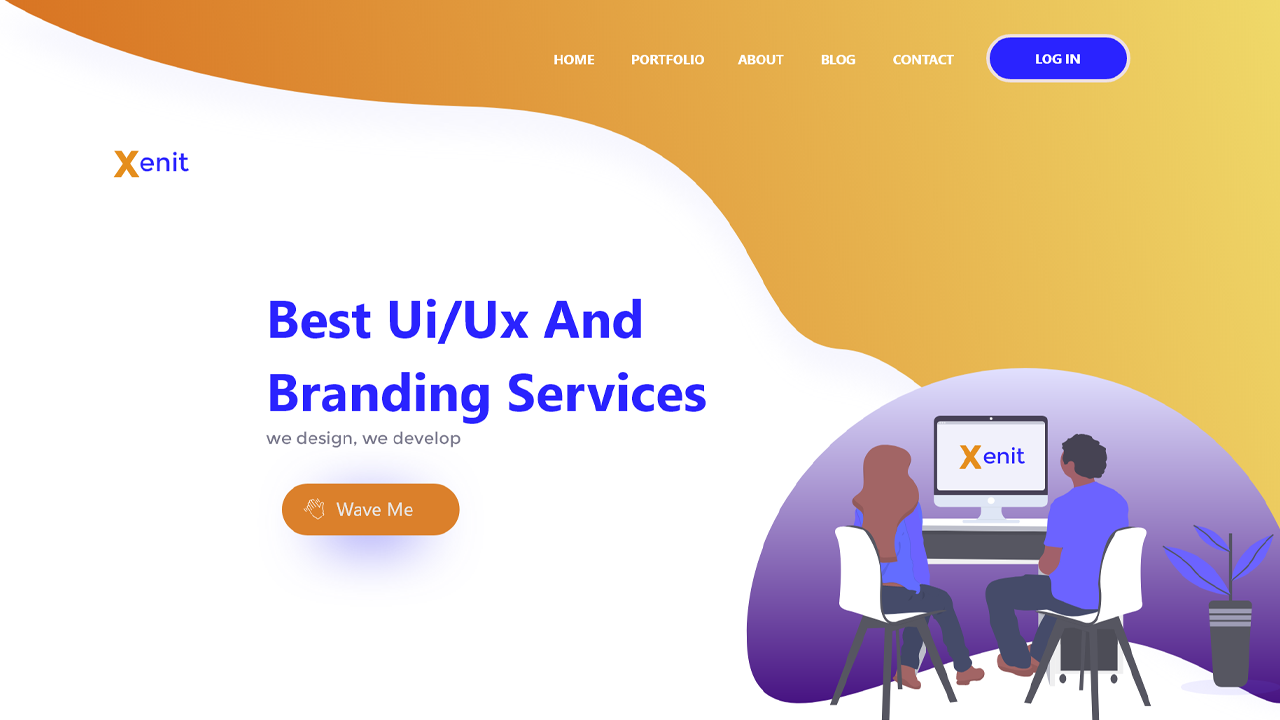 HOME PORTFOLIO ABOUT BLOG CONTACT LOG IN
Xenit
Best Ui/Ux And
Branding Services
we design, we develop
Wave Me
Xenit